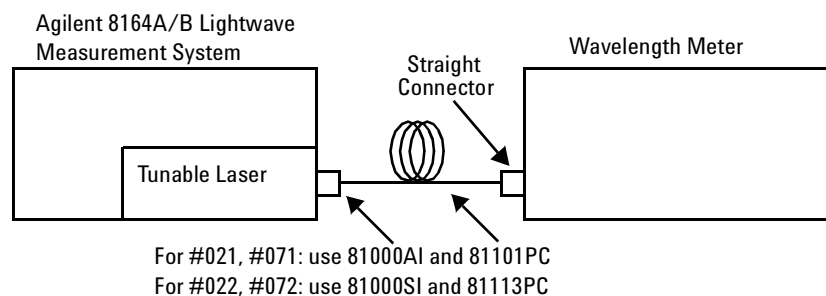 Agilent 8164A/B Lightwave
Measurement System
Wavelength Meter
Straight
Connector
Tunable Laser
For #021, #071: use 81000AI and 81101PC
For #022, #072: use 81000SI and 81113PC